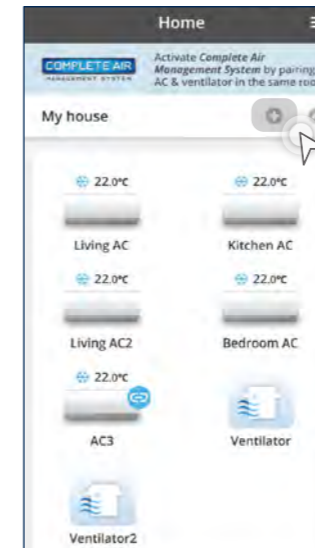 Home
COMPLETE AIR
MANAGEMENT SYSTEM
Activate Complete Air
Management System by pairing
AC & ventilator in the same
My house
22.0°C
22.0°C
Living AC
Kitchen AC
22.0°C
22.0°C
Living AC2
Bedroom AC
22.0°C
AC3
Ventilator
Ventilator2